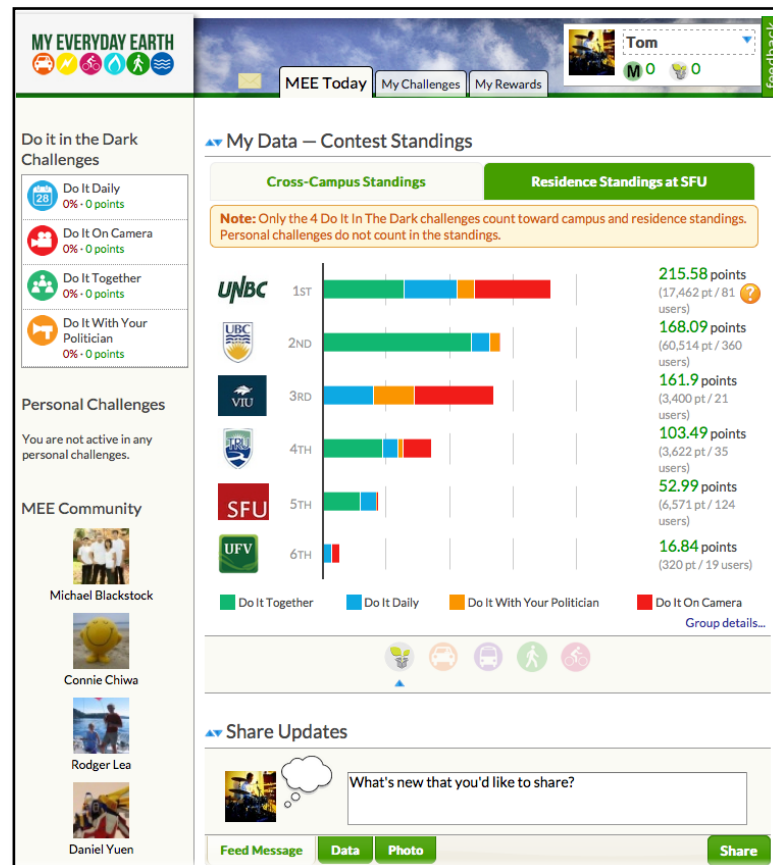 MY EVERYDAY EARTH
Tom
M 0 0
feedback
MEE Today
My Challenges
My Rewards
Do it in the Dark
Challenges
28
Do It Daily
0% - 0 points
Do It On Camera
0% - 0 points
Do It Together
0% - 0 points
Do It With Your
Politician
0% - 0 points
Personal Challenges
You are not active in any
personal challenges.
MEE Community
Michael Blackstock
Connie Chiwa
Rodger Lea
Daniel Yuen
My Data — Contest Standings
Cross-Campus Standings
Residence Standings at SFU
Note: Only the 4 Do It In The Dark challenges count toward campus and residence standings.
Personal challenges do not count in the standings.
UNBC 1ST
215.58 points
(17,462 pt / 81 ?
users)
UBC 2ND
168.09 points
(60,514 pt / 360
users)
VIU 3RD
161.9 points
(3,400 pt / 21
users)
TRU 4TH
103.49 points
(3,622 pt / 35
users)
SFU 5TH
52.99 points
(6,571 pt / 124
users)
UFV 6TH
16.84 points
(320 pt / 19 users)
Do It Together
Do It Daily
Do It With Your Politician
Do It On Camera
Group details...
Share Updates
What's new that you'd like to share?
Feed Message
Data
Photo
Share